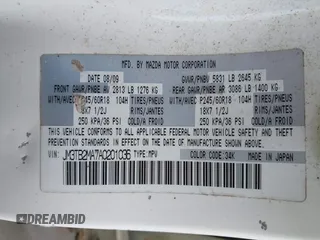 MFD. BY MAZDA MOTOR CORPORATION
DATE 08/09 GVWR/PNBV 5831 LB 2645 KG
FRONT GAWR/PNBE AV 2813 LB 1276 KG REAR GAWR/PNBE AR 3086 LB 1400 KG
WITH/AVEC P245/60R18 104H TIRES/PNEUS WITH/AVEC P245/60R18 104H TIRES/PNEUS
18X7 1/2J RIMS/JANTES 18X7 1/2J RIMS/JANTES
250 KPA/36 PSI COLD/A FROID 250 KPA/36 PSI COLD/A FROID
THIS VEHICLE CONFORMS TO ALL APPLICABLE
FEDERAL MOTOR VEHICLE SAFETY, BUMPER, AND THEFT
PREVENTION STANDARDS IN EFFECT ON THE DATE OF
MANUFACTURE SHOWN ABOVE.
VIN: JM3TB2MA7A0201036 TYPE:MPV COLOR CODE:34K MADE IN JAPAN
DREAMBID